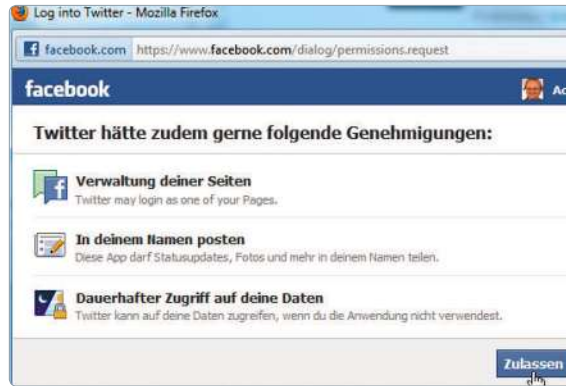 Log into Twitter - Mozilla Firefox
facebook.com https://www.facebook.com/dialog/permissions.request
facebook
Twitter hätte zudem gerne folgende Genehmigungen:
Verwaltung deiner Seiten
Twitter may login as one of your Pages.
In deinem Namen posten
Diese App darf Statusupdates, Fotos und mehr in deinem Namen teilen.
Dauerhafter Zugriff auf deine Daten
Twitter kann auf deine Daten zugreifen, wenn du die Anwendung nicht verwendest.
Zulassen